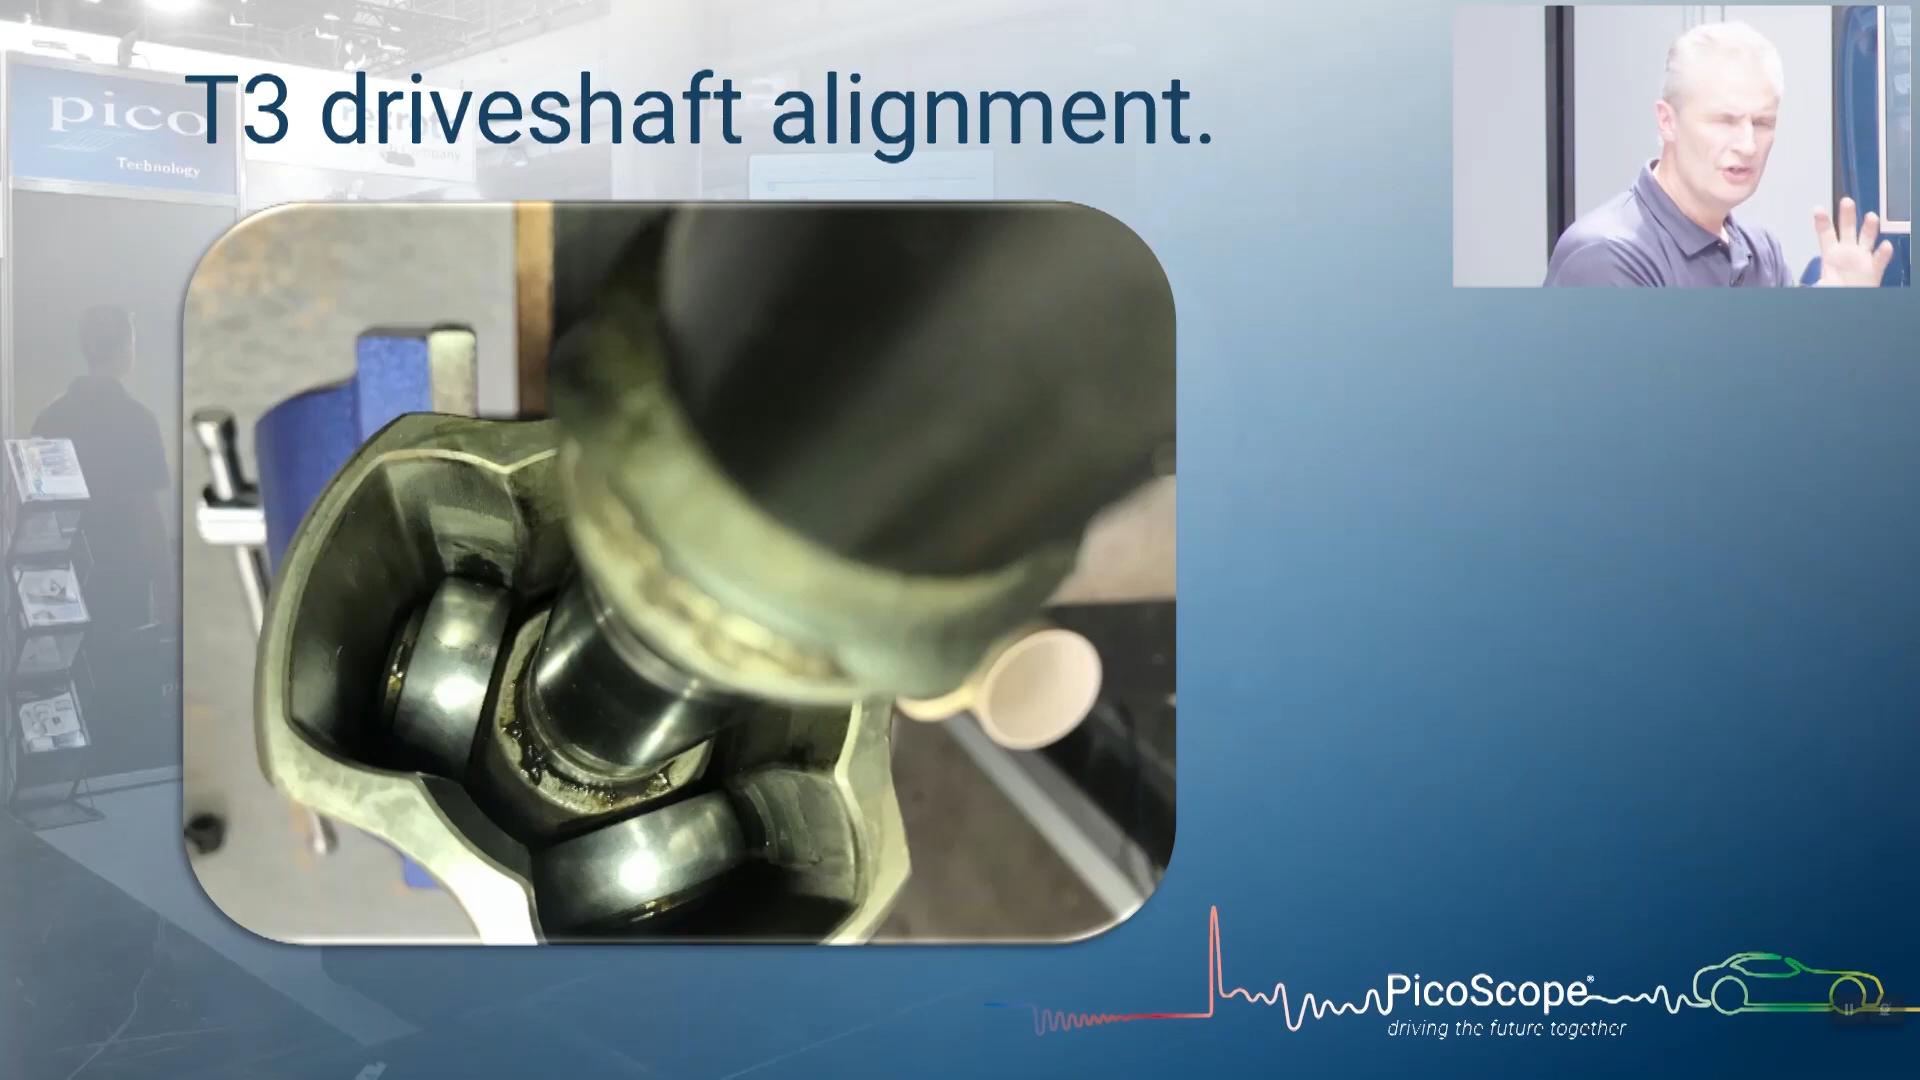 T3 driveshaft alignment.
pico
Technology
PicoScope®
driving the future together